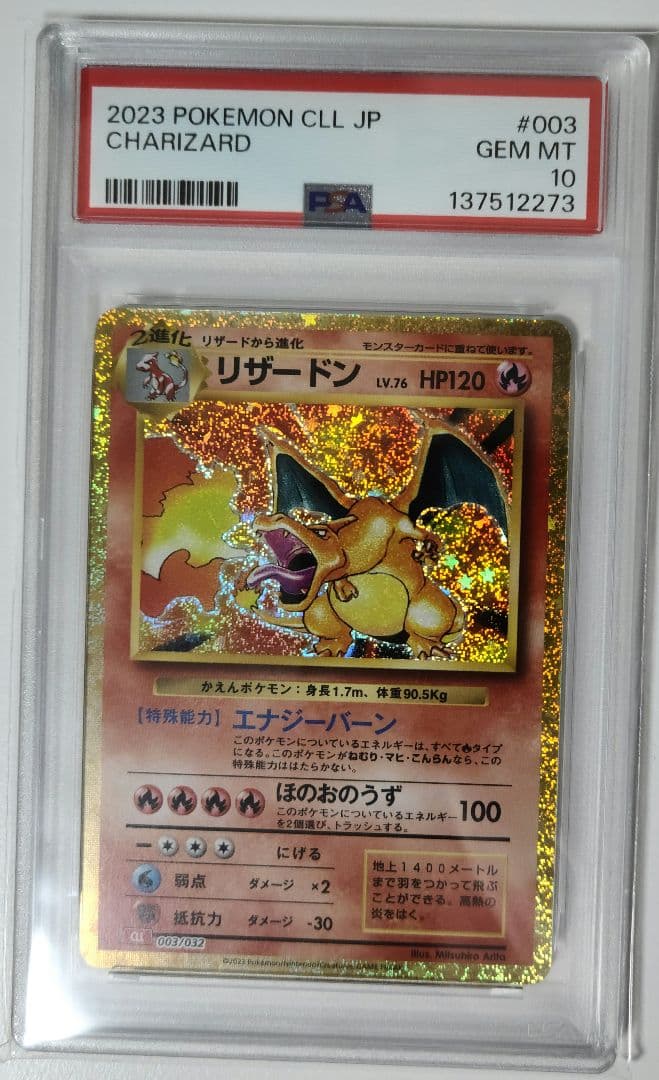 2023 POKEMON CLL JP #003
CHARIZARD GEM MT
10
PSA 137512273
2進化 リザードから進化 モンスターカードに重ねて使います。
リザードン LV.76 HP120
かえんポケモン：身長1.7m、体重90.5Kg
【特殊能力】エナジーバーン
このポケモンについているエネルギーは、すべてタイプ
になる。このポケモンがねむり・マヒ・こんらんなら、この
特殊能力ははたらかない。
ほのおのうず 100
このポケモンについているエネルギー
を2個選び、トラッシュする。
にげる
弱点 ダメージ ×2
抵抗力 ダメージ -30
地上1400メートル
まで羽をつかって飛ぶ
ことができる。高熱の
炎をはく。
CLL 003/032
Illus. Mitsuhiro Arita
©2023 Pokémon/Nintendo/Creatures/GAME FREAK